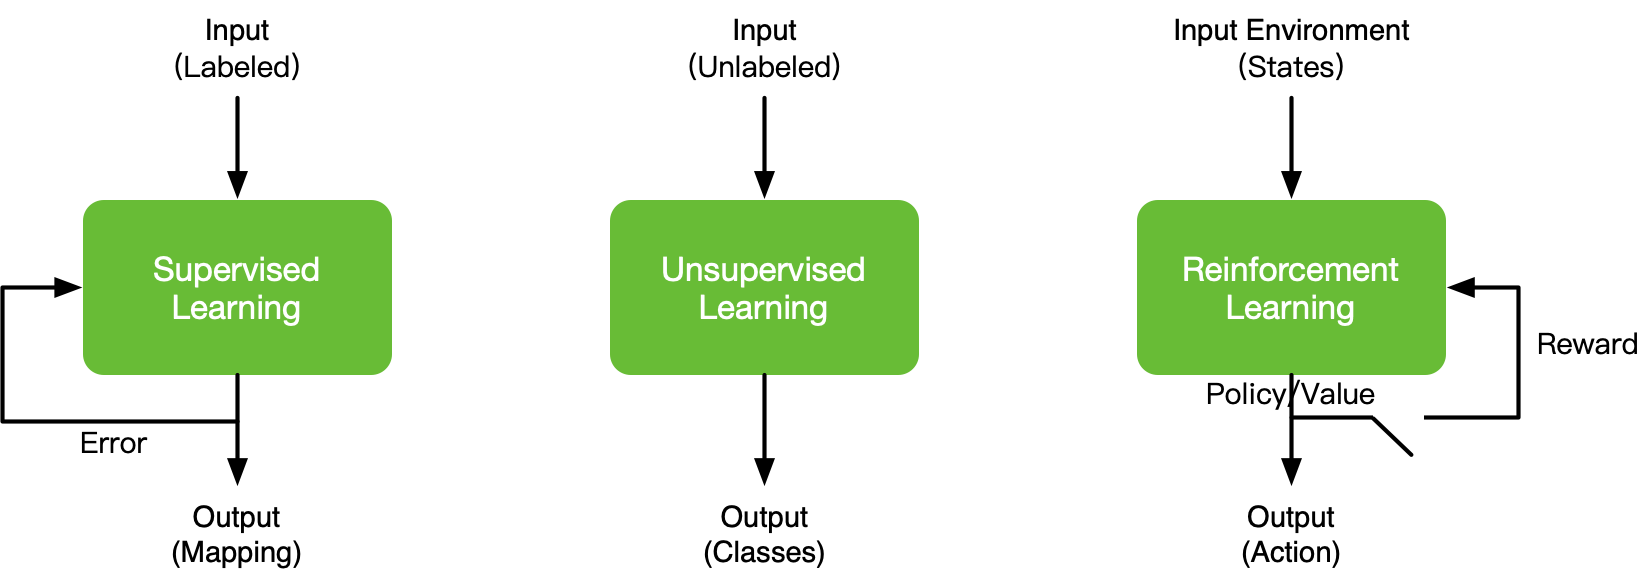 Input
(Labeled)
Supervised
Learning
Error
Output
(Mapping)
Input
(Unlabeled)
Unsupervised
Learning
Output
(Classes)
Input Environment
(States)
Reinforcement
Learning
Reward
Policy/Value
Output
(Action)